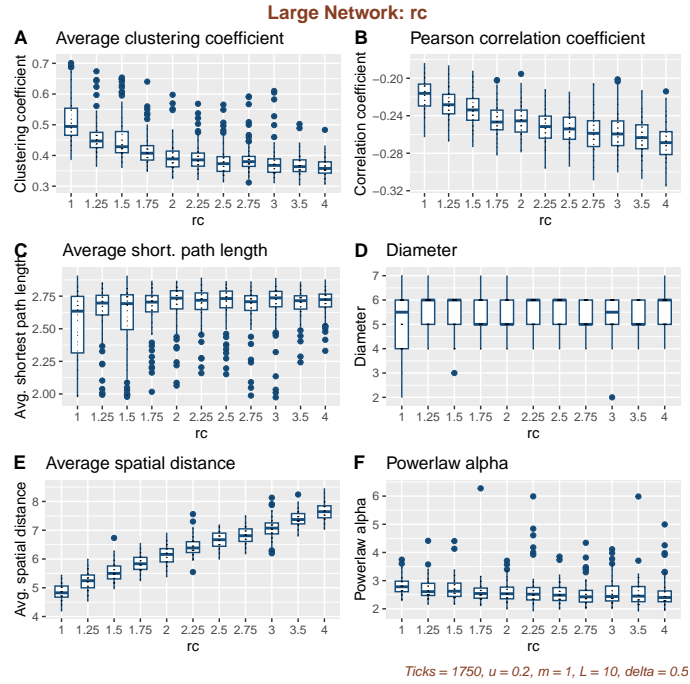 Large Network: rc
A Average clustering coefficient
Clustering coefficient
0.7
0.6
0.5
0.4
0.3
1 1.25 1.5 1.75 2 2.25 2.5 2.75 3 3.5 4
rc
B Pearson correlation coefficient
Correlation coefficient
−0.20
−0.24
−0.28
−0.32
1 1.25 1.5 1.75 2 2.25 2.5 2.75 3 3.5 4
rc
C Average short. path length
Avg. shortest path length
2.75
2.50
2.25
2.00
1 1.25 1.5 1.75 2 2.25 2.5 2.75 3 3.5 4
rc
D Diameter
Diameter
7
6
5
4
3
2
1 1.25 1.5 1.75 2 2.25 2.5 2.75 3 3.5 4
rc
E Average spatial distance
Avg. spatial distance
8
7
6
5
4
1 1.25 1.5 1.75 2 2.25 2.5 2.75 3 3.5 4
rc
F Powerlaw alpha
Powerlaw alpha
6
5
4
3
2
1 1.25 1.5 1.75 2 2.25 2.5 2.75 3 3.5 4
rc
Ticks = 1750, u = 0.2, m = 1, L = 10, delta = 0.5